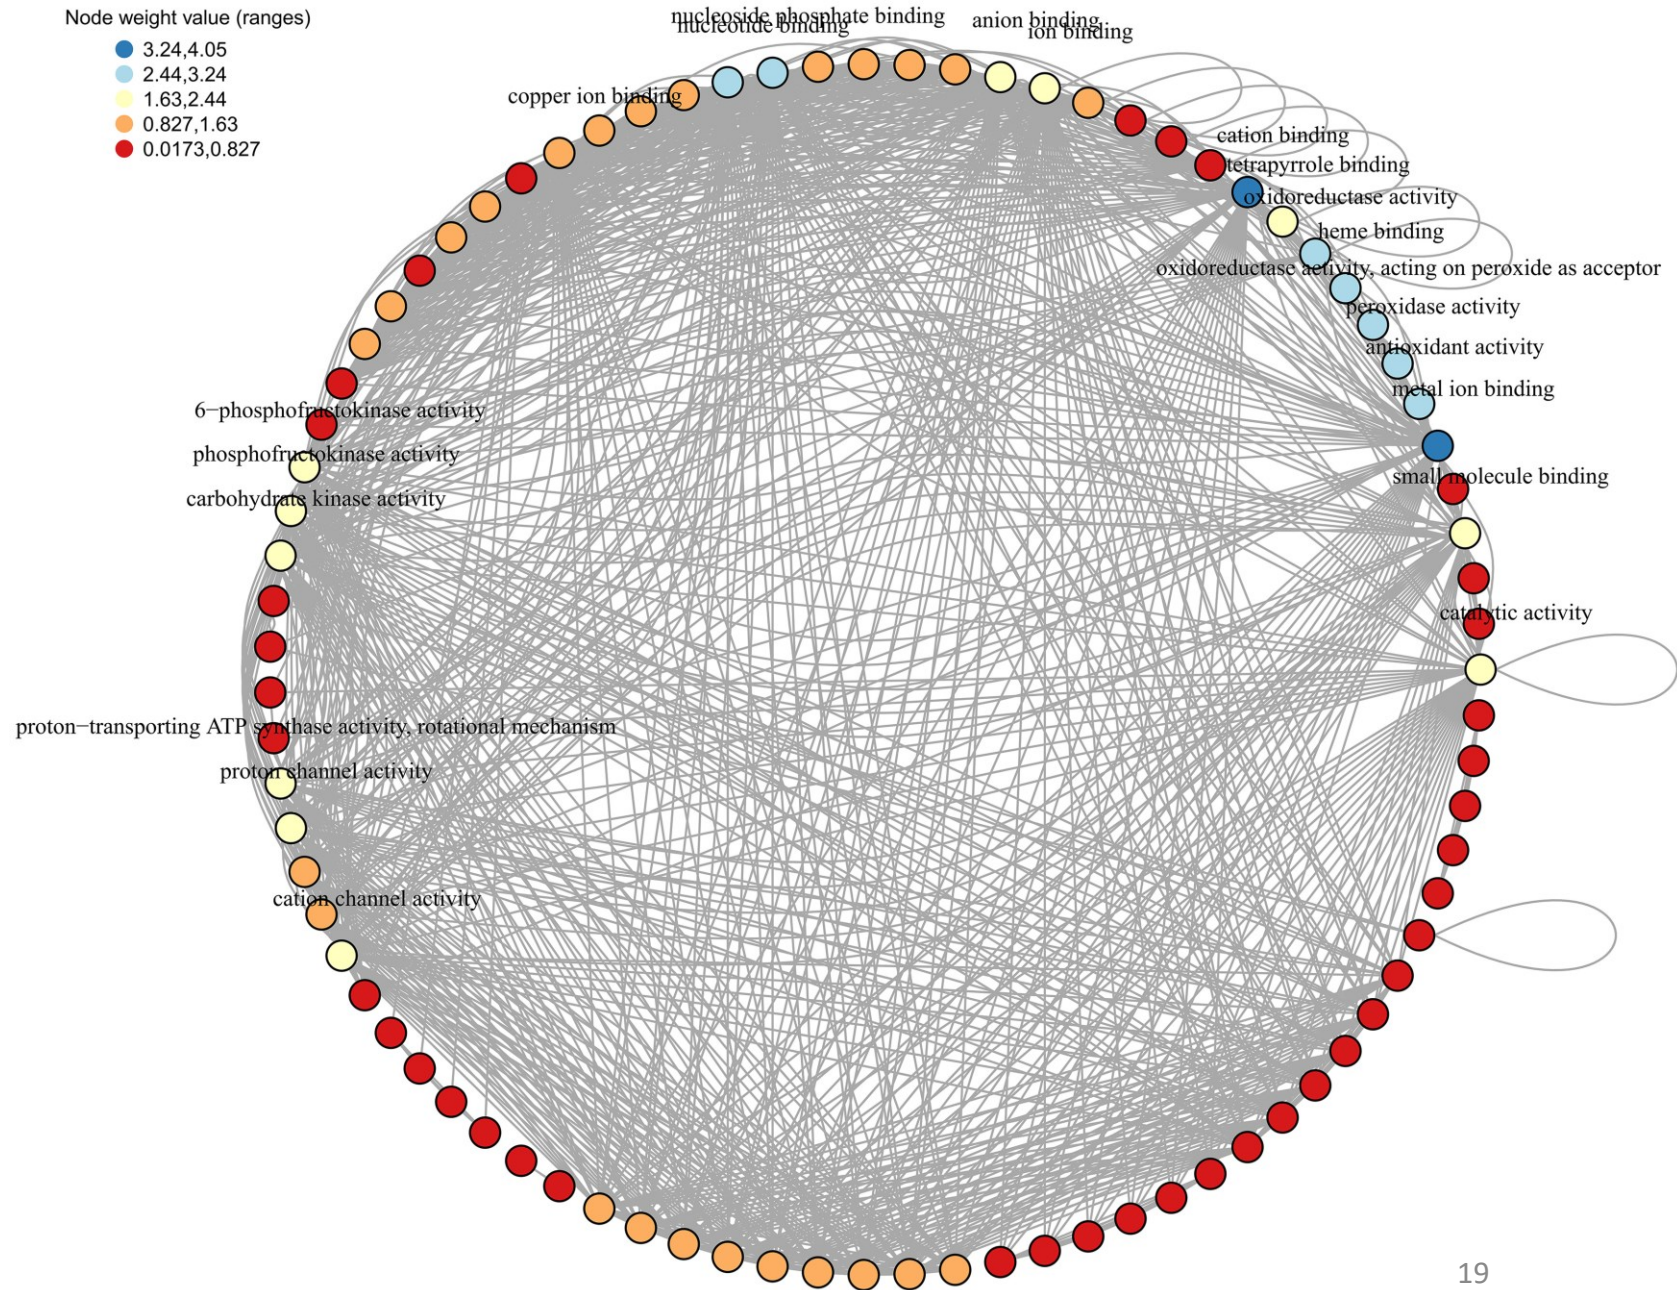 Node weight value (ranges)
3.24,4.05
2.44,3.24
1.63,2.44
0.827,1.63
0.0173,0.827
nucleoside phosphate binding
nucleotide binding
anion binding
ion binding
copper ion binding
cation binding
tetrapyrrole binding
oxidoreductase activity
heme binding
oxidoreductase activity, acting on peroxide as acceptor
peroxidase activity
antioxidant activity
metal ion binding
6−phosphofructokinase activity
phosphofructokinase activity
small molecule binding
carbohydrate kinase activity
catalytic activity
proton−transporting ATP synthase activity, rotational mechanism
proton channel activity
cation channel activity
19